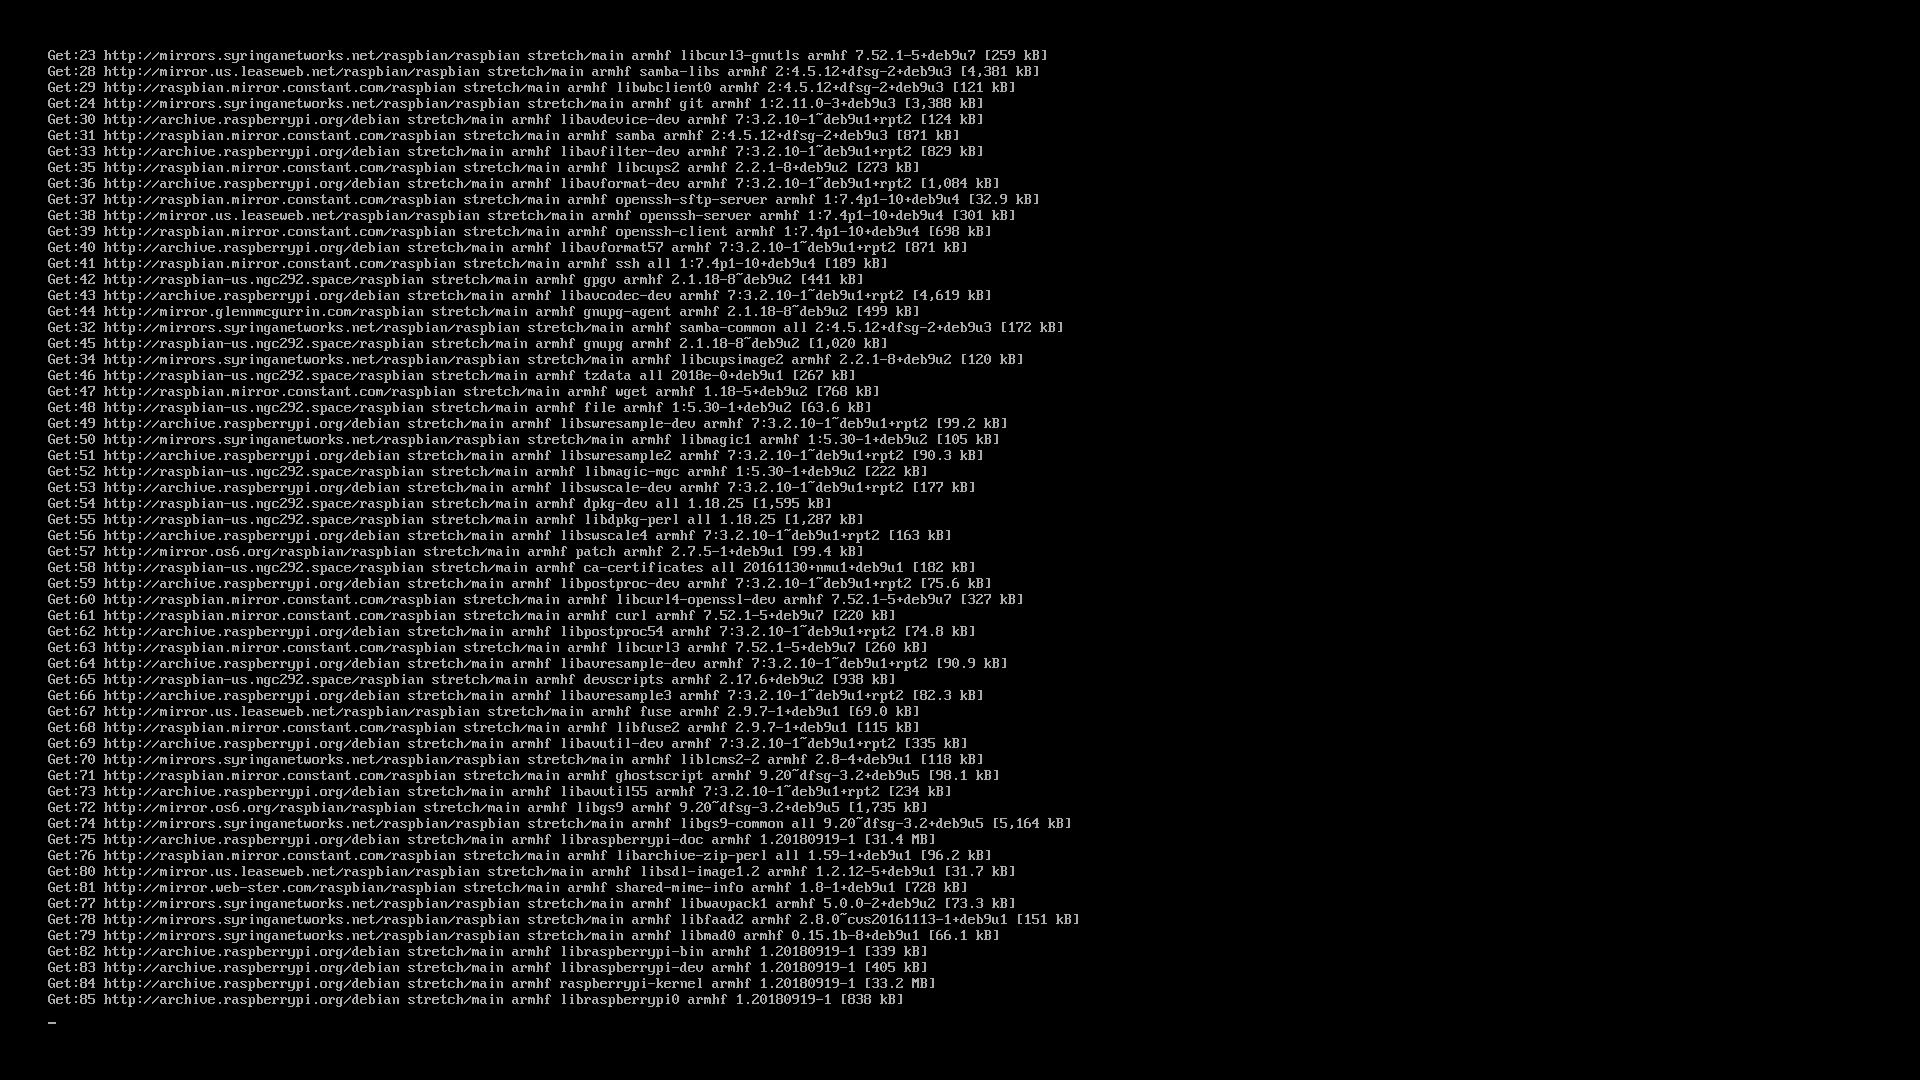 Get:23 http://mirrors.syringanetworks.net/raspbian/raspbian stretch/main armhf libcurl3-gnutls armhf 7.52.1-5+deb9u7 [259 kB]
Get:28 http://mirror.us.leaseweb.net/raspbian/raspbian stretch/main armhf samba-libs armhf 2:4.5.12+dfsg-2+deb9u3 [4,381 kB]
Get:29 http://raspbian.mirror.constant.com/raspbian stretch/main armhf libwbclient0 armhf 2:4.5.12+dfsg-2+deb9u3 [121 kB]
Get:24 http://mirrors.syringanetworks.net/raspbian/raspbian stretch/main armhf git armhf 1:2.11.0-3+deb9u3 [3,388 kB]
Get:30 http://archive.raspberrypi.org/debian stretch/main armhf libavdevice-dev armhf 7:3.2.10-1~deb9u1+rpt2 [124 kB]
Get:31 http://raspbian.mirror.constant.com/raspbian stretch/main armhf samba armhf 2:4.5.12+dfsg-2+deb9u3 [871 kB]
Get:33 http://archive.raspberrypi.org/debian stretch/main armhf libavfilter-dev armhf 7:3.2.10-1~deb9u1+rpt2 [829 kB]
Get:35 http://raspbian.mirror.constant.com/raspbian stretch/main armhf libcups2 armhf 2.2.1-8+deb9u2 [273 kB]
Get:36 http://archive.raspberrypi.org/debian stretch/main armhf libavformat-dev armhf 7:3.2.10-1~deb9u1+rpt2 [1,084 kB]
Get:37 http://raspbian.mirror.constant.com/raspbian stretch/main armhf openssh-sftp-server armhf 1:7.4p1-10+deb9u4 [32.9 kB]
Get:38 http://mirror.us.leaseweb.net/raspbian/raspbian stretch/main armhf openssh-server armhf 1:7.4p1-10+deb9u4 [301 kB]
Get:39 http://raspbian.mirror.constant.com/raspbian stretch/main armhf openssh-client armhf 1:7.4p1-10+deb9u4 [698 kB]
Get:40 http://archive.raspberrypi.org/debian stretch/main armhf libavformat57 armhf 7:3.2.10-1~deb9u1+rpt2 [871 kB]
Get:41 http://raspbian.mirror.constant.com/raspbian stretch/main armhf ssh all 1:7.4p1-10+deb9u4 [189 kB]
Get:42 http://raspbian-us.ngc292.space/raspbian stretch/main armhf gpgv armhf 2.1.18-8~deb9u2 [441 kB]
Get:43 http://archive.raspberrypi.org/debian stretch/main armhf libavcodec-dev armhf 7:3.2.10-1~deb9u1+rpt2 [4,619 kB]
Get:44 http://mirror.glennmcgurrin.com/raspbian stretch/main armhf gnupg-agent armhf 2.1.18-8~deb9u2 [499 kB]
Get:32 http://mirrors.syringanetworks.net/raspbian/raspbian stretch/main armhf samba-common all 2:4.5.12+dfsg-2+deb9u3 [172 kB]
Get:45 http://raspbian-us.ngc292.space/raspbian stretch/main armhf gnupg armhf 2.1.18-8~deb9u2 [1,020 kB]
Get:34 http://mirrors.syringanetworks.net/raspbian/raspbian stretch/main armhf libcupsimage2 armhf 2.2.1-8+deb9u2 [120 kB]
Get:46 http://raspbian-us.ngc292.space/raspbian stretch/main armhf tzdata all 2018e-0+deb9u1 [267 kB]
Get:47 http://raspbian.mirror.constant.com/raspbian stretch/main armhf wget armhf 1.18-5+deb9u2 [768 kB]
Get:48 http://raspbian-us.ngc292.space/raspbian stretch/main armhf file armhf 1:5.30-1+deb9u2 [63.6 kB]
Get:49 http://archive.raspberrypi.org/debian stretch/main armhf libswresample-dev armhf 7:3.2.10-1~deb9u1+rpt2 [99.2 kB]
Get:50 http://mirrors.syringanetworks.net/raspbian/raspbian stretch/main armhf libmagic1 armhf 1:5.30-1+deb9u2 [105 kB]
Get:51 http://archive.raspberrypi.org/debian stretch/main armhf libswresample2 armhf 7:3.2.10-1~deb9u1+rpt2 [90.3 kB]
Get:52 http://raspbian-us.ngc292.space/raspbian stretch/main armhf libmagic-mgc armhf 1:5.30-1+deb9u2 [222 kB]
Get:53 http://archive.raspberrypi.org/debian stretch/main armhf libswscale-dev armhf 7:3.2.10-1~deb9u1+rpt2 [177 kB]
Get:54 http://raspbian-us.ngc292.space/raspbian stretch/main armhf dpkg-dev all 1.18.25 [1,595 kB]
Get:55 http://raspbian-us.ngc292.space/raspbian stretch/main armhf libdpkg-perl all 1.18.25 [1,287 kB]
Get:56 http://archive.raspberrypi.org/debian stretch/main armhf libswscale4 armhf 7:3.2.10-1~deb9u1+rpt2 [163 kB]
Get:57 http://mirror.os6.org/raspbian/raspbian stretch/main armhf patch armhf 2.7.5-1+deb9u1 [99.4 kB]
Get:58 http://raspbian-us.ngc292.space/raspbian stretch/main armhf ca-certificates all 20161130+nmu1+deb9u1 [182 kB]
Get:59 http://archive.raspberrypi.org/debian stretch/main armhf libpostproc-dev armhf 7:3.2.10-1~deb9u1+rpt2 [75.6 kB]
Get:60 http://raspbian.mirror.constant.com/raspbian stretch/main armhf libcurl4-openssl-dev armhf 7.52.1-5+deb9u7 [327 kB]
Get:61 http://raspbian.mirror.constant.com/raspbian stretch/main armhf curl armhf 7.52.1-5+deb9u7 [220 kB]
Get:62 http://archive.raspberrypi.org/debian stretch/main armhf libpostproc54 armhf 7:3.2.10-1~deb9u1+rpt2 [74.8 kB]
Get:63 http://raspbian.mirror.constant.com/raspbian stretch/main armhf libcurl3 armhf 7.52.1-5+deb9u7 [260 kB]
Get:64 http://archive.raspberrypi.org/debian stretch/main armhf libavresample-dev armhf 7:3.2.10-1~deb9u1+rpt2 [90.9 kB]
Get:65 http://raspbian-us.ngc292.space/raspbian stretch/main armhf devscripts armhf 2.17.6+deb9u2 [938 kB]
Get:66 http://archive.raspberrypi.org/debian stretch/main armhf libavresample3 armhf 7:3.2.10-1~deb9u1+rpt2 [82.3 kB]
Get:67 http://mirror.us.leaseweb.net/raspbian/raspbian stretch/main armhf fuse armhf 2.9.7-1+deb9u1 [69.0 kB]
Get:68 http://raspbian.mirror.constant.com/raspbian stretch/main armhf libfuse2 armhf 2.9.7-1+deb9u1 [115 kB]
Get:69 http://archive.raspberrypi.org/debian stretch/main armhf libavutil-dev armhf 7:3.2.10-1~deb9u1+rpt2 [335 kB]
Get:70 http://mirrors.syringanetworks.net/raspbian/raspbian stretch/main armhf liblcms2-2 armhf 2.8-4+deb9u1 [118 kB]
Get:71 http://raspbian.mirror.constant.com/raspbian stretch/main armhf ghostscript armhf 9.20~dfsg-3.2+deb9u5 [98.1 kB]
Get:73 http://archive.raspberrypi.org/debian stretch/main armhf libavutil55 armhf 7:3.2.10-1~deb9u1+rpt2 [234 kB]
Get:72 http://mirror.os6.org/raspbian/raspbian stretch/main armhf libgs9 armhf 9.20~dfsg-3.2+deb9u5 [1,735 kB]
Get:74 http://mirrors.syringanetworks.net/raspbian/raspbian stretch/main armhf libgs9-common all 9.20~dfsg-3.2+deb9u5 [5,164 kB]
Get:75 http://archive.raspberrypi.org/debian stretch/main armhf libraspberrypi-doc armhf 1.20180919-1 [31.4 MB]
Get:76 http://raspbian.mirror.constant.com/raspbian stretch/main armhf libarchive-zip-perl all 1.59-1+deb9u1 [96.2 kB]
Get:80 http://mirror.us.leaseweb.net/raspbian/raspbian stretch/main armhf libsdl-image1.2 armhf 1.2.12-5+deb9u1 [31.7 kB]
Get:81 http://mirror.web-ster.com/raspbian/raspbian stretch/main armhf shared-mime-info armhf 1.8-1+deb9u1 [728 kB]
Get:77 http://mirrors.syringanetworks.net/raspbian/raspbian stretch/main armhf libwavpack1 armhf 5.0.0-2+deb9u2 [73.3 kB]
Get:78 http://mirrors.syringanetworks.net/raspbian/raspbian stretch/main armhf libfaad2 armhf 2.8.0~cvs20161113-1+deb9u1 [151 kB]
Get:79 http://mirrors.syringanetworks.net/raspbian/raspbian stretch/main armhf libmad0 armhf 0.15.1b-8+deb9u1 [66.1 kB]
Get:82 http://archive.raspberrypi.org/debian stretch/main armhf libraspberrypi-bin armhf 1.20180919-1 [339 kB]
Get:83 http://archive.raspberrypi.org/debian stretch/main armhf libraspberrypi-dev armhf 1.20180919-1 [405 kB]
Get:84 http://archive.raspberrypi.org/debian stretch/main armhf raspberrypi-kernel armhf 1.20180919-1 [33.2 MB]
Get:85 http://archive.raspberrypi.org/debian stretch/main armhf libraspberrypi0 armhf 1.20180919-1 [838 kB]